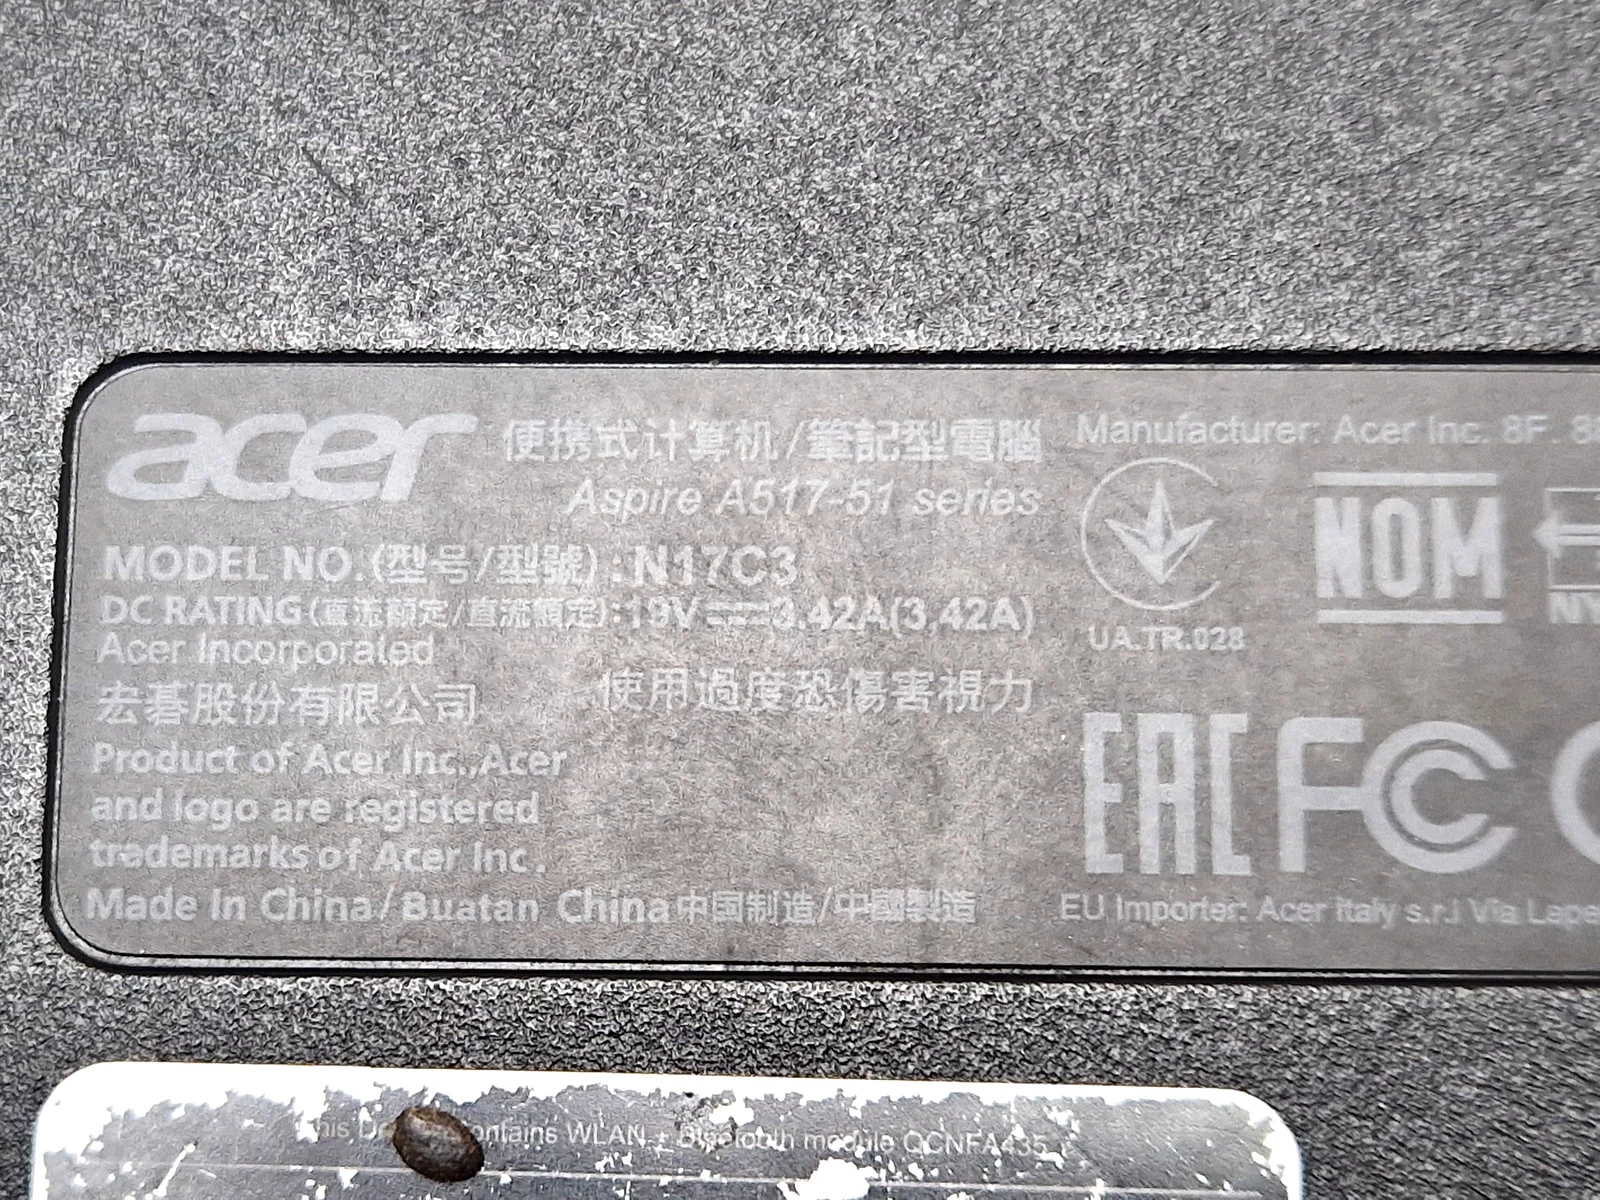 acer 便携式计算机/筆記型電腦
Aspire A517-51 series
MODEL NO.(型号/型號):N17C3
DC RATING(直流额定/直流額定):19V⎓3.42A(3,42A)
Acer Incorporated
宏碁股份有限公司
使用過度恐傷害視力
Product of Acer Inc.,Acer
and logo are registered
trademarks of Acer Inc.
Made In China/Buatan China中国制造/中國製造
Manufacturer: Acer Inc. 8F.
UA.TR.028
NOM
NY
EAC FC
EU Importer: Acer Italy s.r.l Via
contains WLAN + Bluetooth module QCNFA435